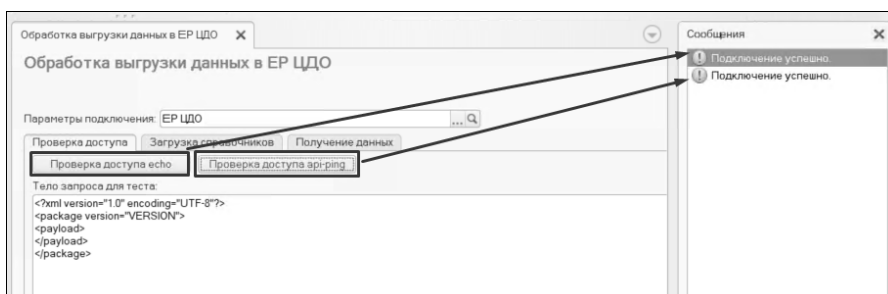 Обработка выгрузки данных в ЕР ЦДО
Сообщения
Обработка выгрузки данных в ЕР ЦДО
Подключение успешно.
Подключение успешно.
Параметры подключения: ЕР ЦДО
...
Проверка доступа Загрузка справочников Получение данных
Проверка доступа echo Проверка доступа api-ping
Тело запроса для теста:
<?xml version="1.0" encoding="UTF-8"?>
<package version="VERSION">
<payload>
</payload>
</package>